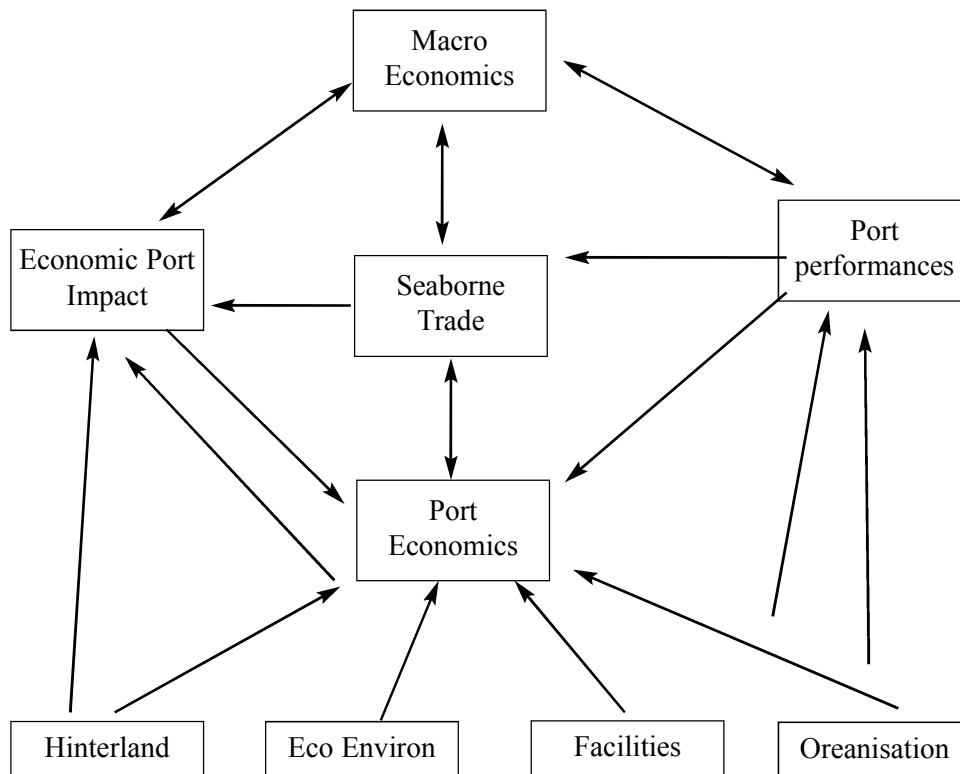 Macro
Economics
Economic Port
Impact
Seaborne
Trade
Port
performances
Port
Economics
Hinterland
Eco Environ
Facilities
Oreanisation